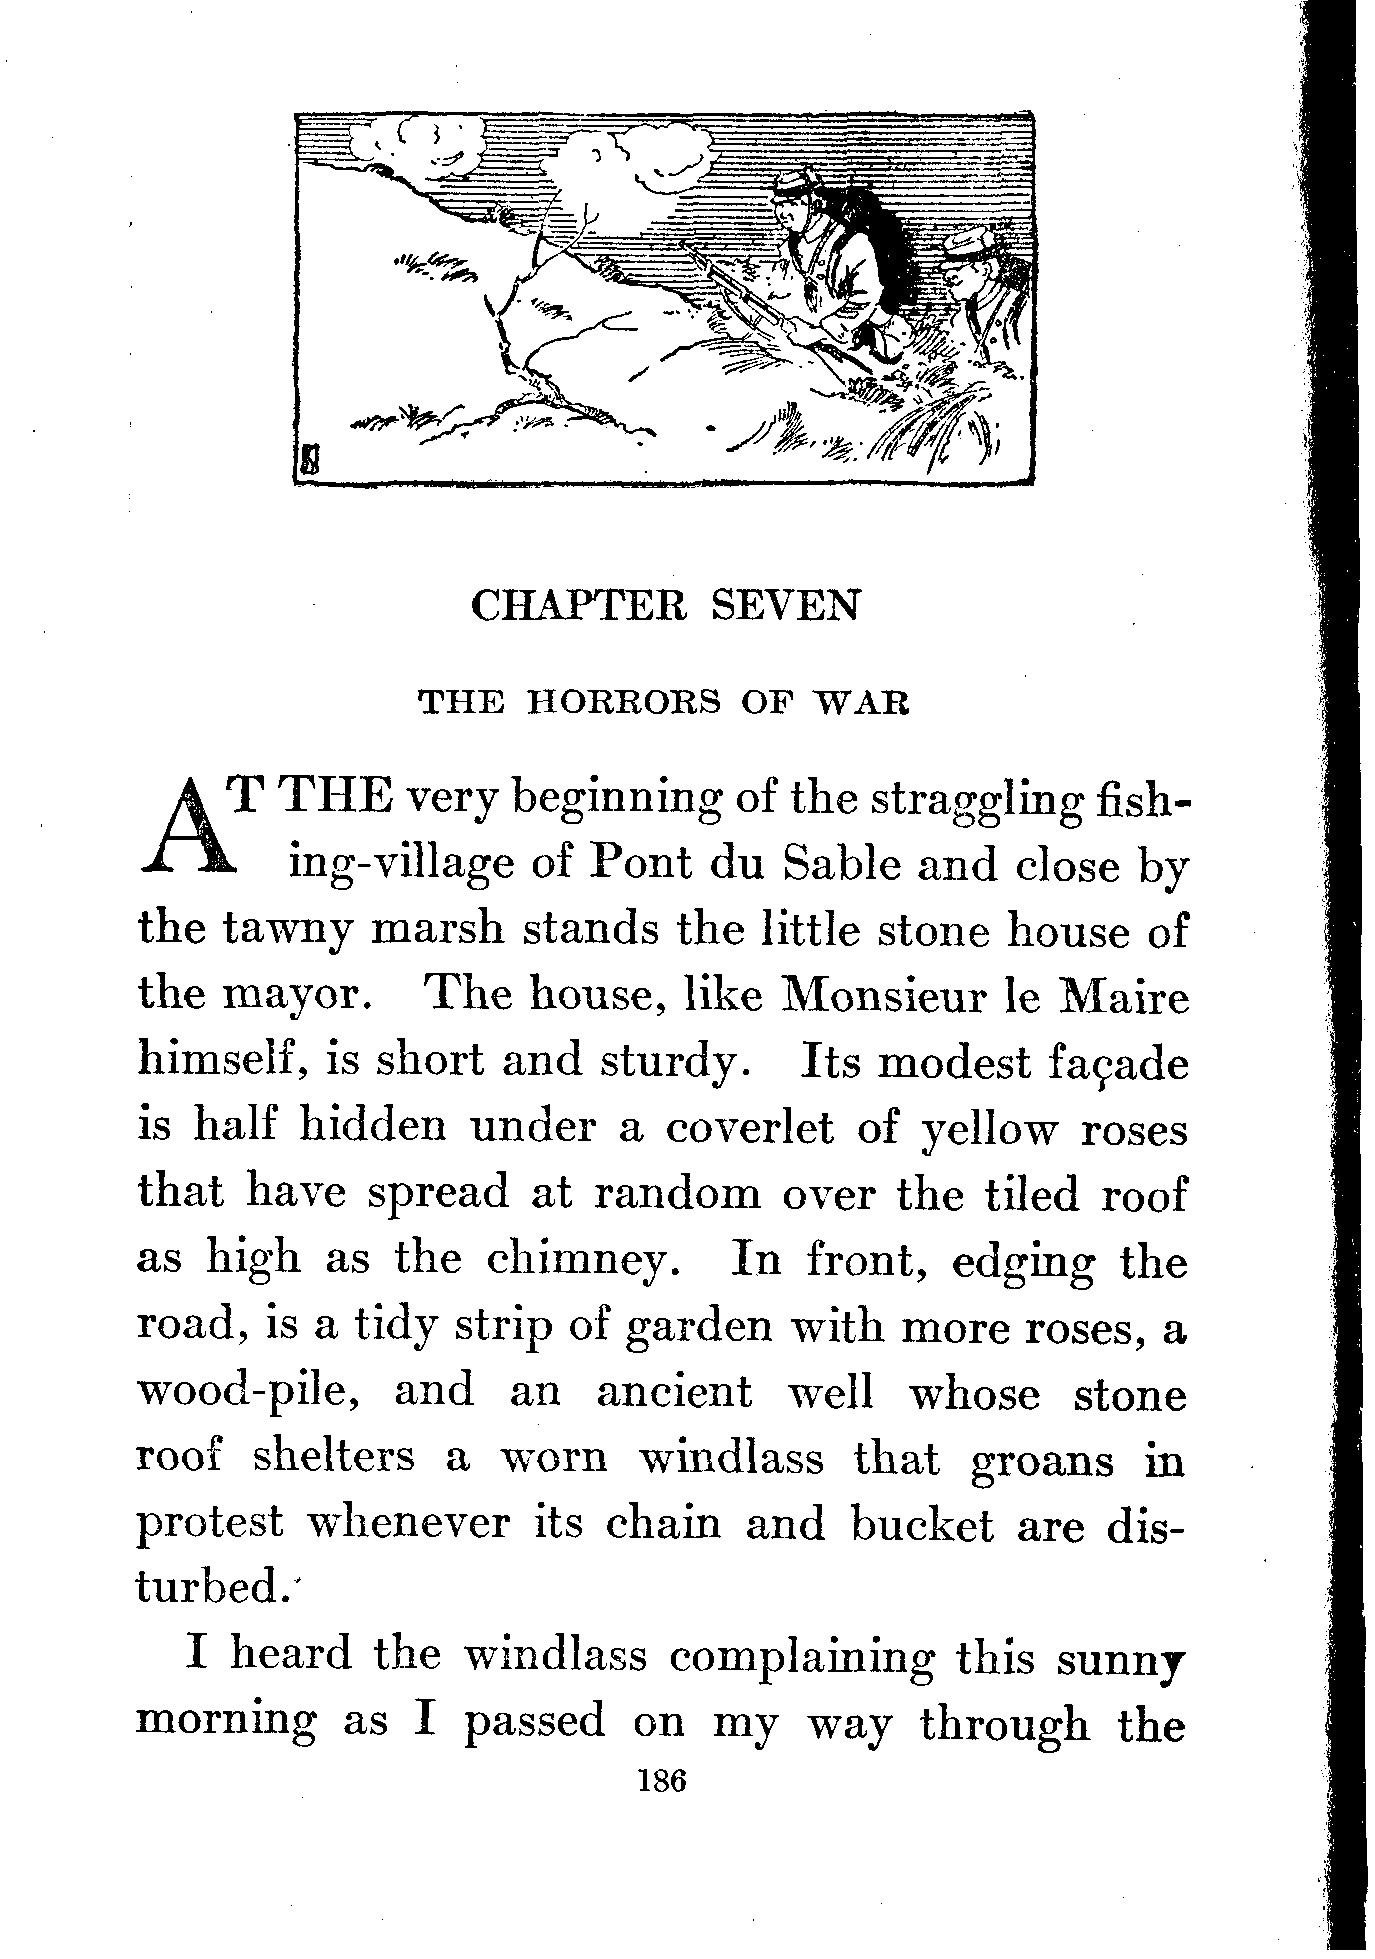 CHAPTER SEVEN
THE HORRORS OF WAR
AT THE very beginning of the straggling fish-
ing-village of Pont du Sable and close by
the tawny marsh stands the little stone house of
the mayor. The house, like Monsieur le Maire
himself, is short and sturdy. Its modest façade
is half hidden under a coverlet of yellow roses
that have spread at random over the tiled roof
as high as the chimney. In front, edging the
road, is a tidy strip of garden with more roses, a
wood-pile, and an ancient well whose stone
roof shelters a worn windlass that groans in
protest whenever its chain and bucket are dis-
turbed.
I heard the windlass complaining this sunny
morning as I passed on my way through the
186